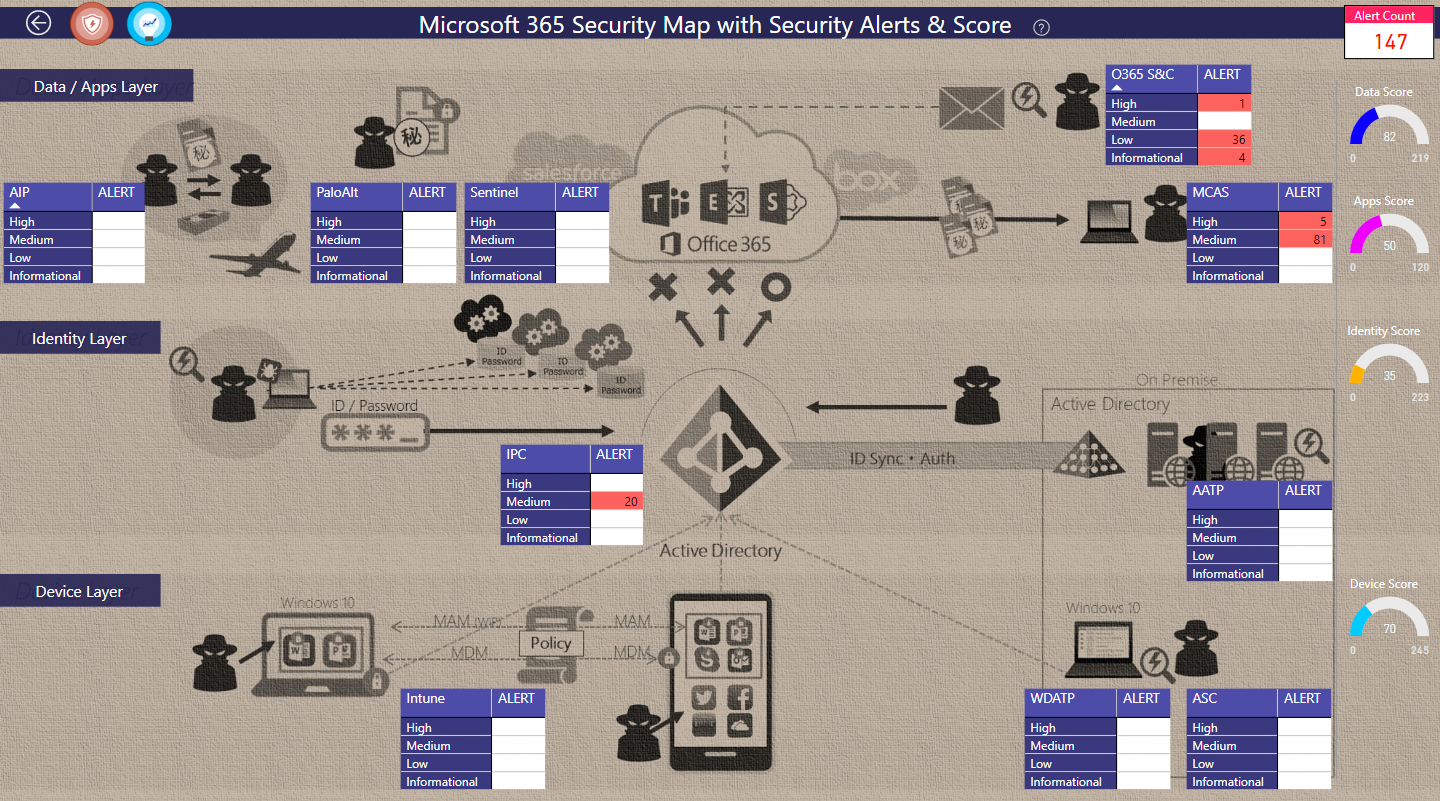 Microsoft 365 Security Map with Security Alerts & Score
?
Alert Count
147
Data / Apps Layer
秘
秘
salesforce
box
O365 S&C ALERT
High 1
Medium
Low 36
Informational 4
Data Score
82
0 219
AIP ALERT
High
Medium
Low
Informational
PaloAlt ALERT
High
Medium
Low
Informational
Sentinel ALERT
High
Medium
Low
Informational
T E S
Office 365
秘
秘
MCAS ALERT
High 5
Medium 81
Low
Informational
Apps Score
50
0 120
Identity Layer
ID
Password
ID
Password
ID
Password
ID / Password
***_
IPC ALERT
High
Medium 20
Low
Informational
Active Directory
ID Sync・Auth
On Premise
Active Directory
AATP ALERT
High
Medium
Low
Informational
Identity Score
35
0 223
Device Layer
Windows 10
W P
MAM (WIP)
MAM
Policy
MDM
MDM
W P
S O
Intune ALERT
High
Medium
Low
Informational
Windows 10
WDATP ALERT
High
Medium
Low
Informational
ASC ALERT
High
Medium
Low
Informational
Device Score
70
0 245